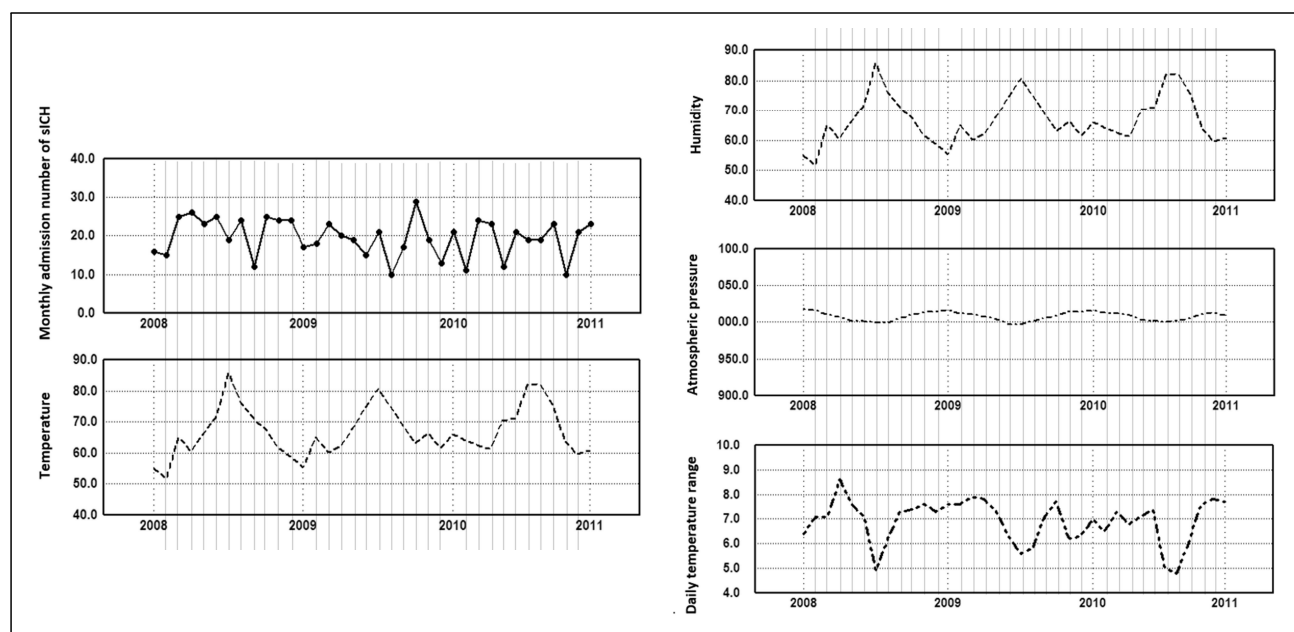 Monthly admission number of sICH
40.0
30.0
20.0
10.0
0.0
2008 2009 2010 2011
Temperature
90.0
80.0
70.0
60.0
50.0
40.0
2008 2009 2010 2011
Humidity
90.0
80.0
70.0
60.0
50.0
40.0
2008 2009 2010 2011
Atmospheric pressure
100.0
050.0
000.0
950.0
900.0
2008 2009 2010 2011
Daily temperature range
10.0
9.0
8.0
7.0
6.0
5.0
4.0
2008 2009 2010 2011